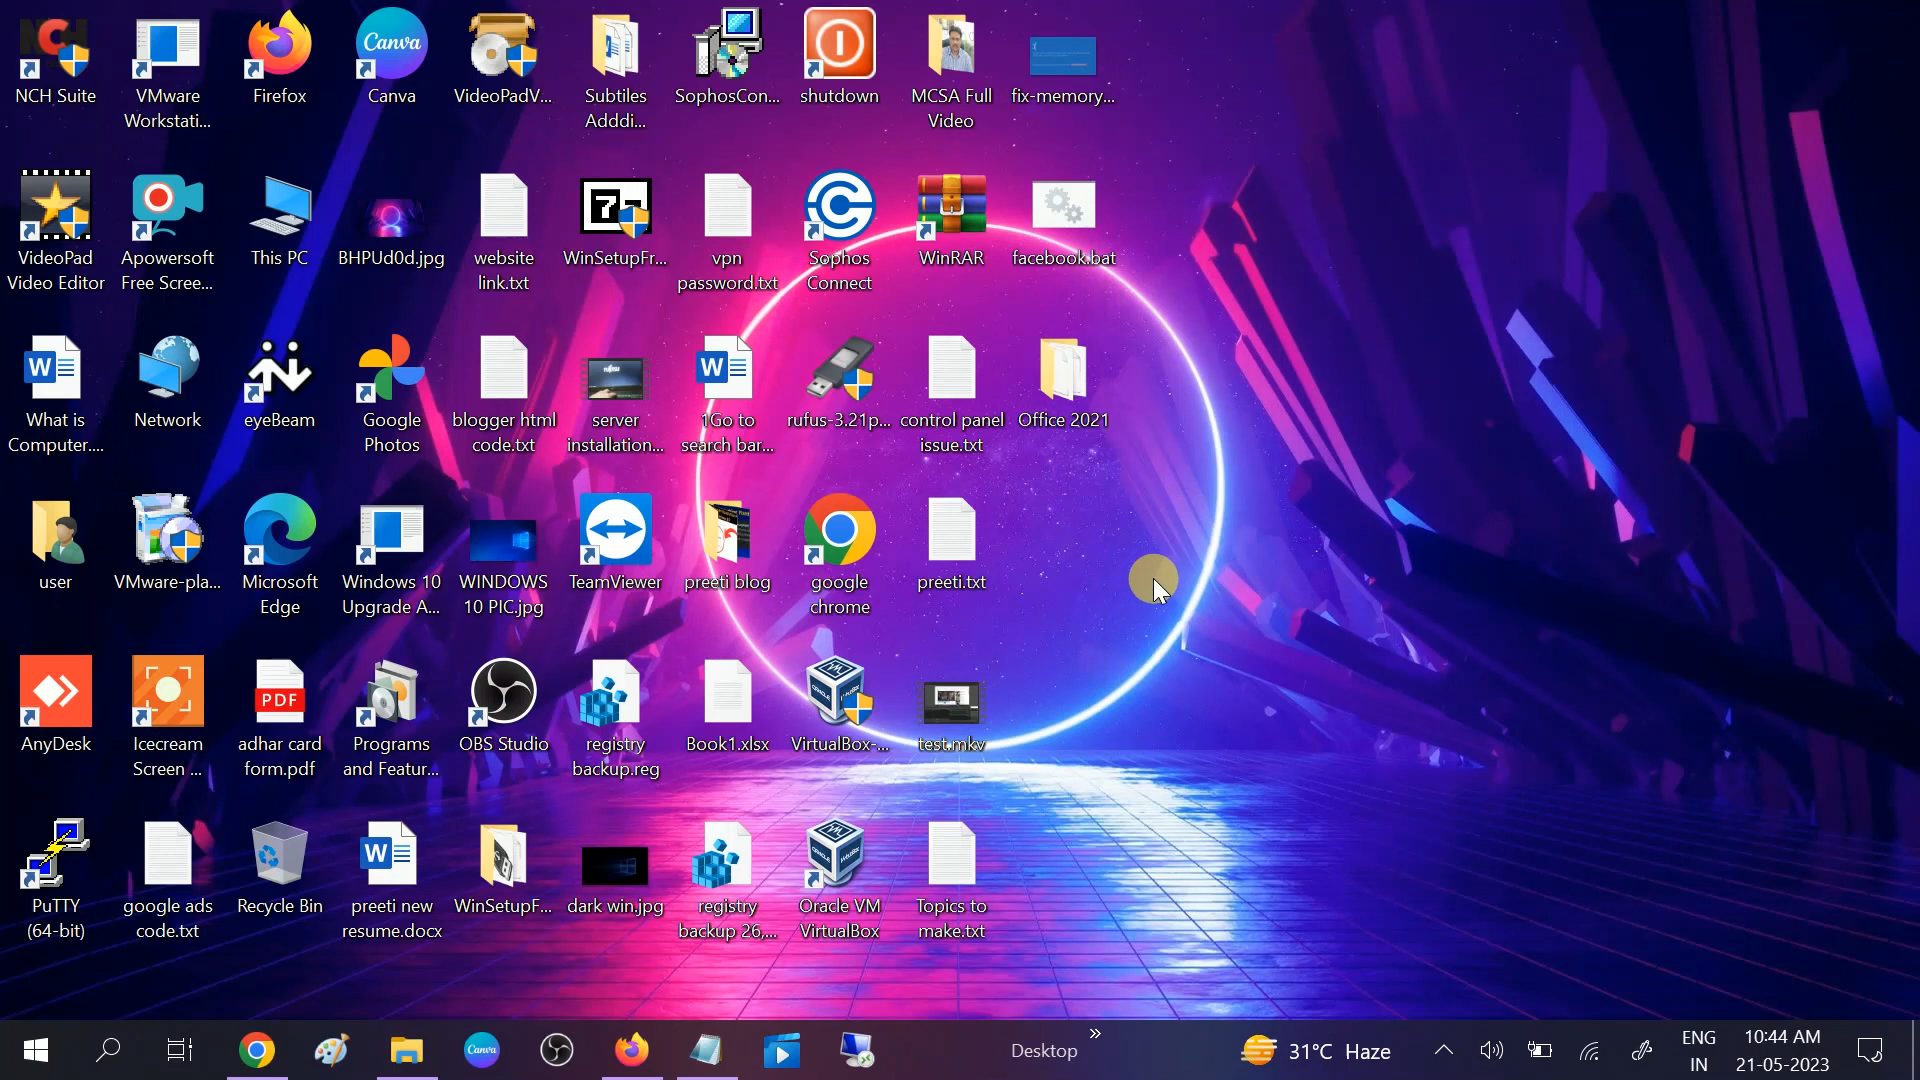 NCH Suite
VMware
Workstati...
Firefox
Canva
Canva
VideoPadV...
Subtiles
Adddi...
SophosCon...
shutdown
MCSA Full
Video
fix-memory...
VideoPad
Video Editor
Apowersoft
Free Scree...
This PC
BHPUd0d.jpg
website
link.txt
WinSetupFr...
vpn
password.txt
Sophos
Connect
WinRAR
facebook.bat
What is
Computer....
Network
eyeBeam
Google
Photos
blogger html
code.txt
server
installation...
1Go to
search bar...
rufus-3.21p...
control panel
issue.txt
Office 2021
user
VMware-pla...
Microsoft
Edge
Windows 10
Upgrade A...
WINDOWS
10 PIC.jpg
TeamViewer
preeti blog
google
chrome
preeti.txt
AnyDesk
Icecream
Screen ...
PDF
adhar card
form.pdf
Programs
and Featur...
OBS Studio
registry
backup.reg
Book1.xlsx
VirtualBox-...
test.mkv
PuTTY
(64-bit)
google ads
code.txt
Recycle Bin
preeti new
resume.docx
WinSetupF...
dark win.jpg
registry
backup 26,...
Oracle VM
VirtualBox
Topics to
make.txt
Canva
Desktop
31°C Haze
ENG
IN
10:44 AM
21-05-2023